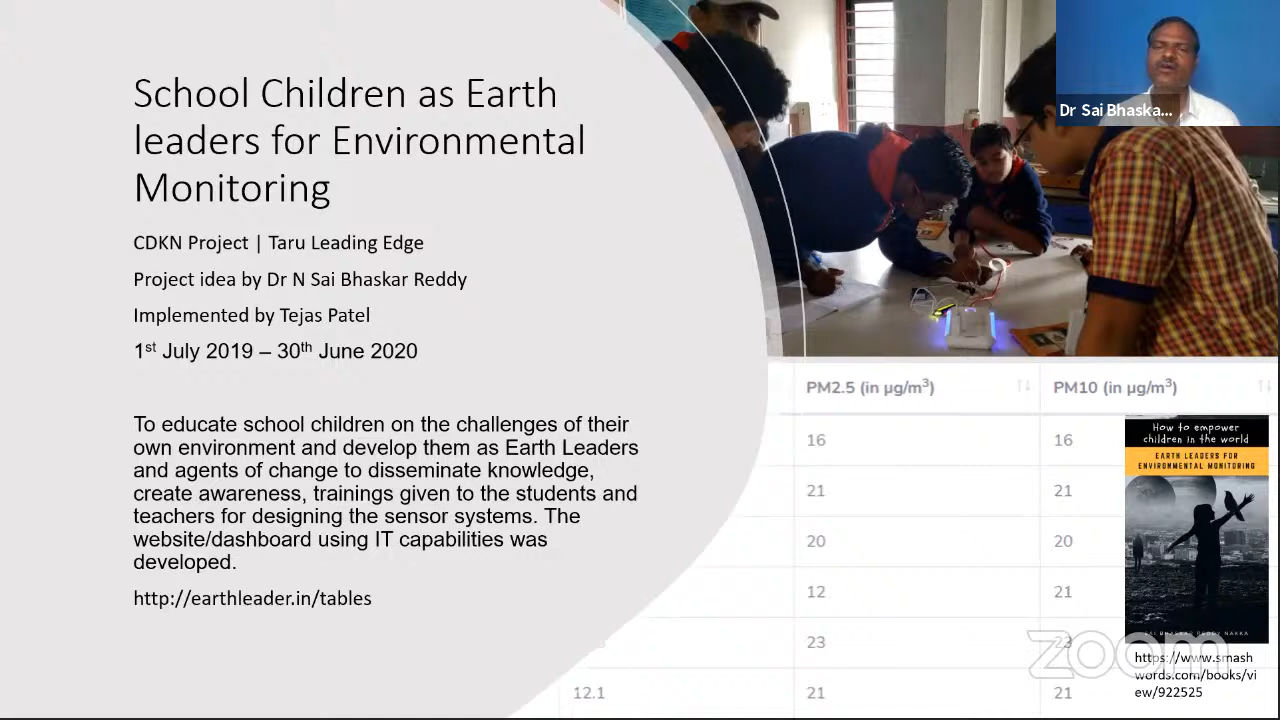 School Children as Earth
leaders for Environmental
Monitoring
CDKN Project | Taru Leading Edge
Project idea by Dr N Sai Bhaskar Reddy
Implemented by Tejas Patel
1st July 2019 – 30th June 2020
To educate school children on the challenges of their
own environment and develop them as Earth Leaders
and agents of change to disseminate knowledge,
create awareness, trainings given to the students and
teachers for designing the sensor systems. The
website/dashboard using IT capabilities was
developed.
http://earthleader.in/tables
Dr Sai Bhaska...
PM2.5 (in µg/m³) PM10 (in µg/m³)
16 16
21 21
20 20
12 21
23 23
12.1 21 21
How to empower
children in the world
EARTH LEADERS FOR
ENVIRONMENTAL MONITORING
SAI BHASKAR REDDY NAKKA
https://www.smash
words.com/books/vi
ew/922525
zoom